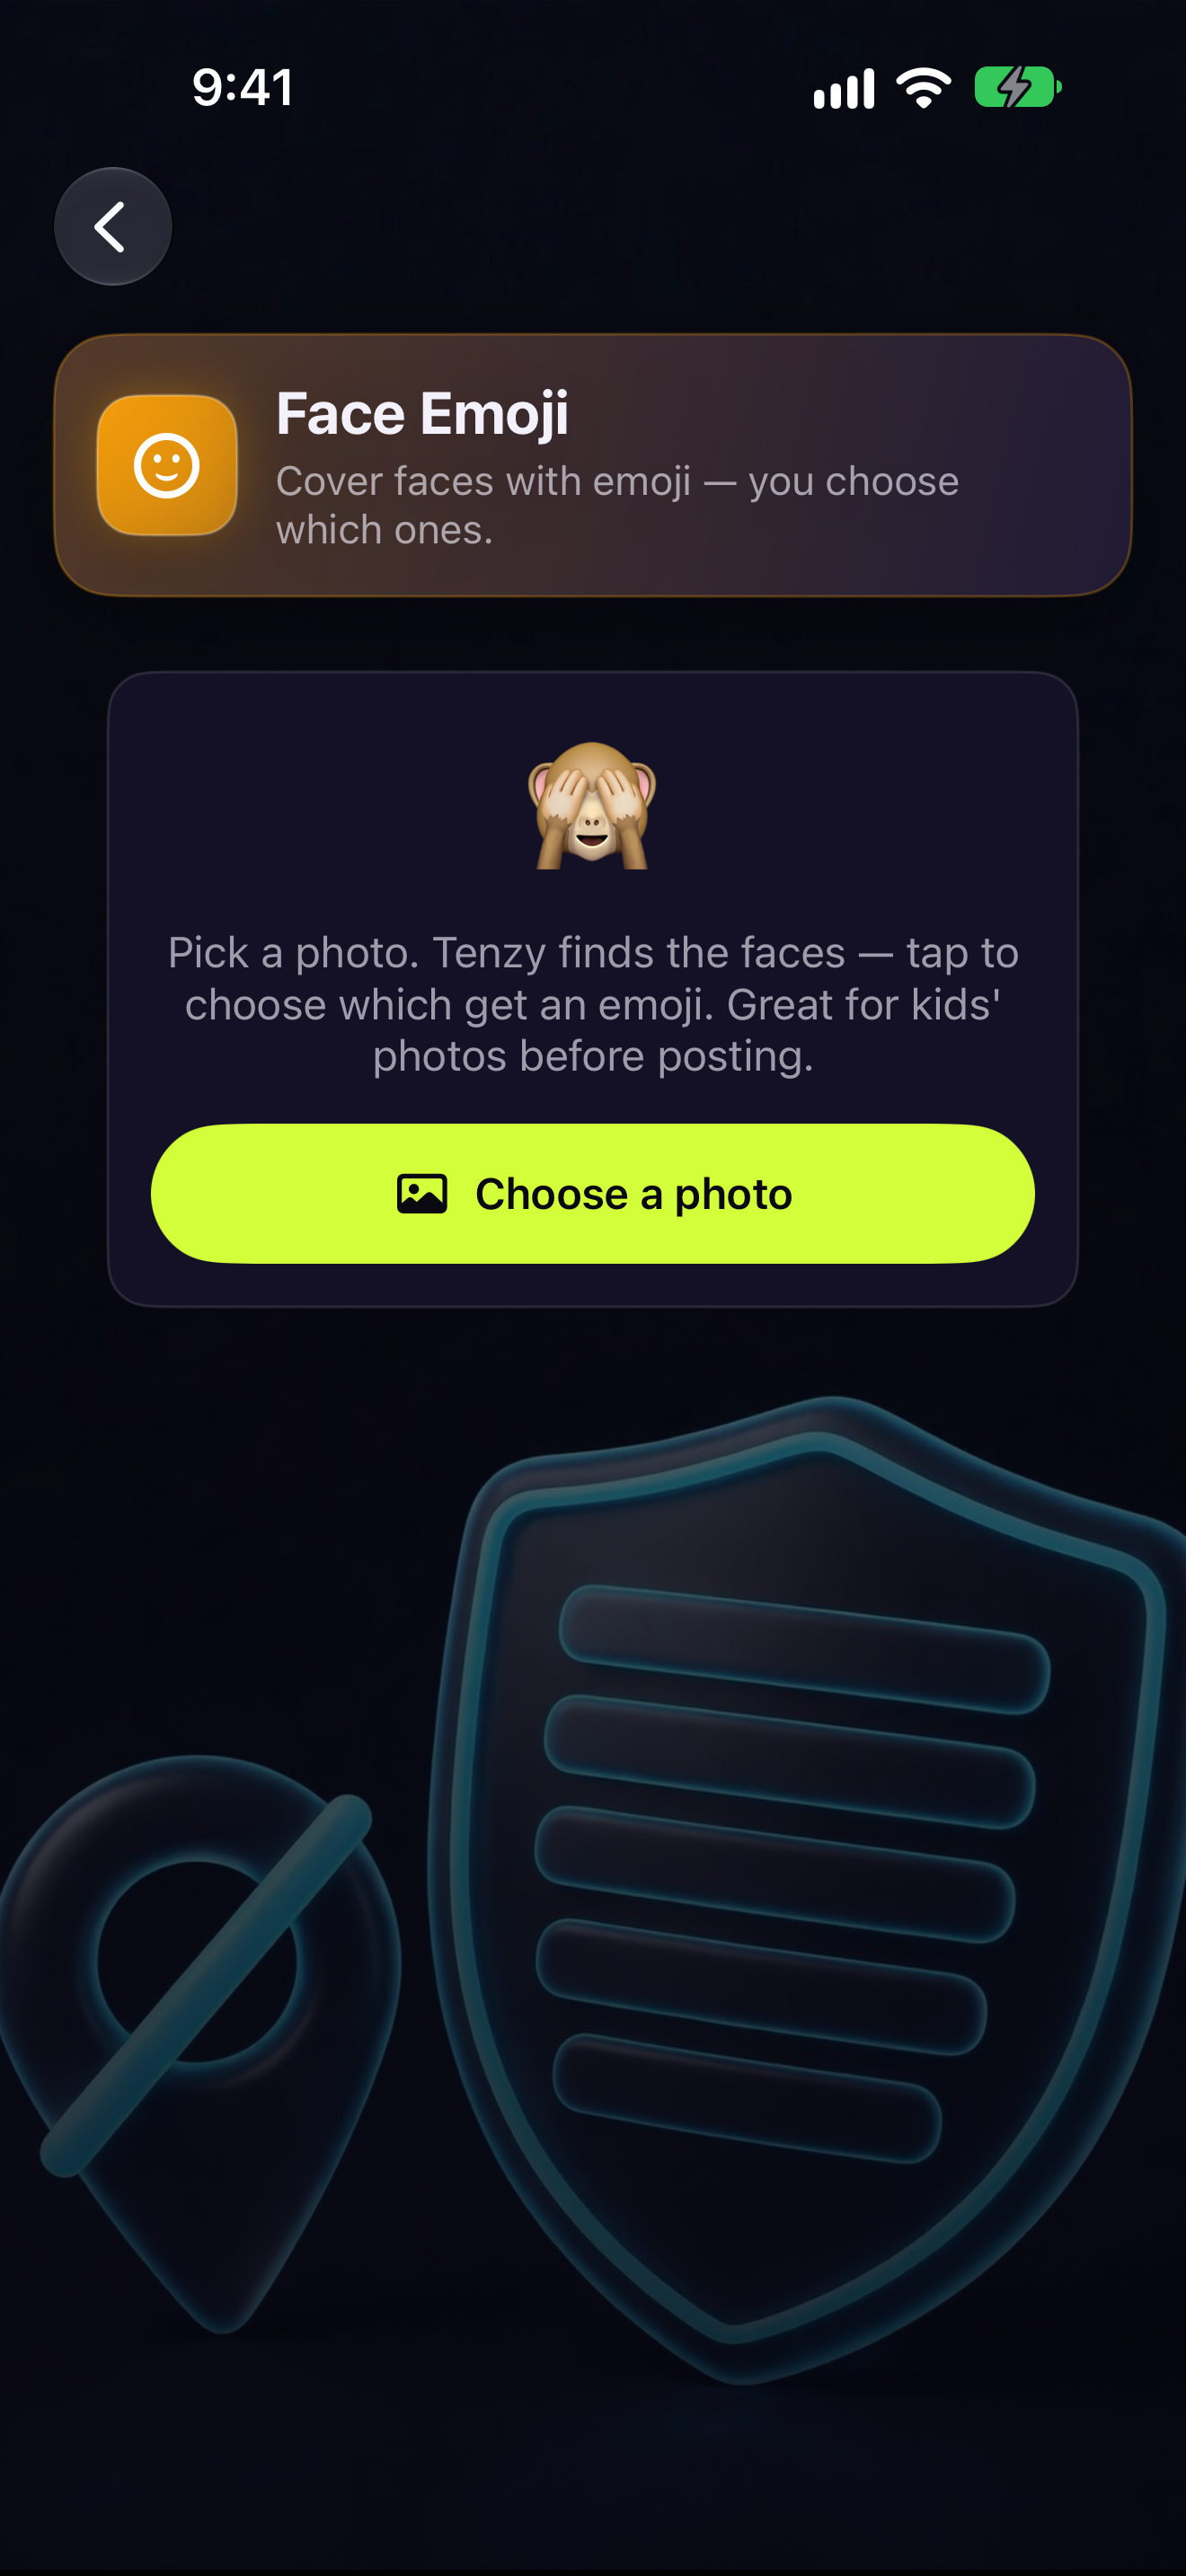 9:41
Face Emoji
Cover faces with emoji — you choose
which ones.
Pick a photo. Tenzy finds the faces — tap to
choose which get an emoji. Great for kids'
photos before posting.
Choose a photo